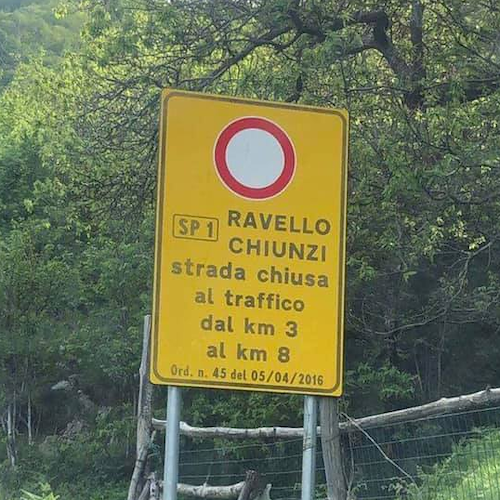 SP 1 RAVELLO
CHIUNZI
strada chiusa
al traffico
dal km 3
al km 8
Ord. n. 45 del 05/04/2016